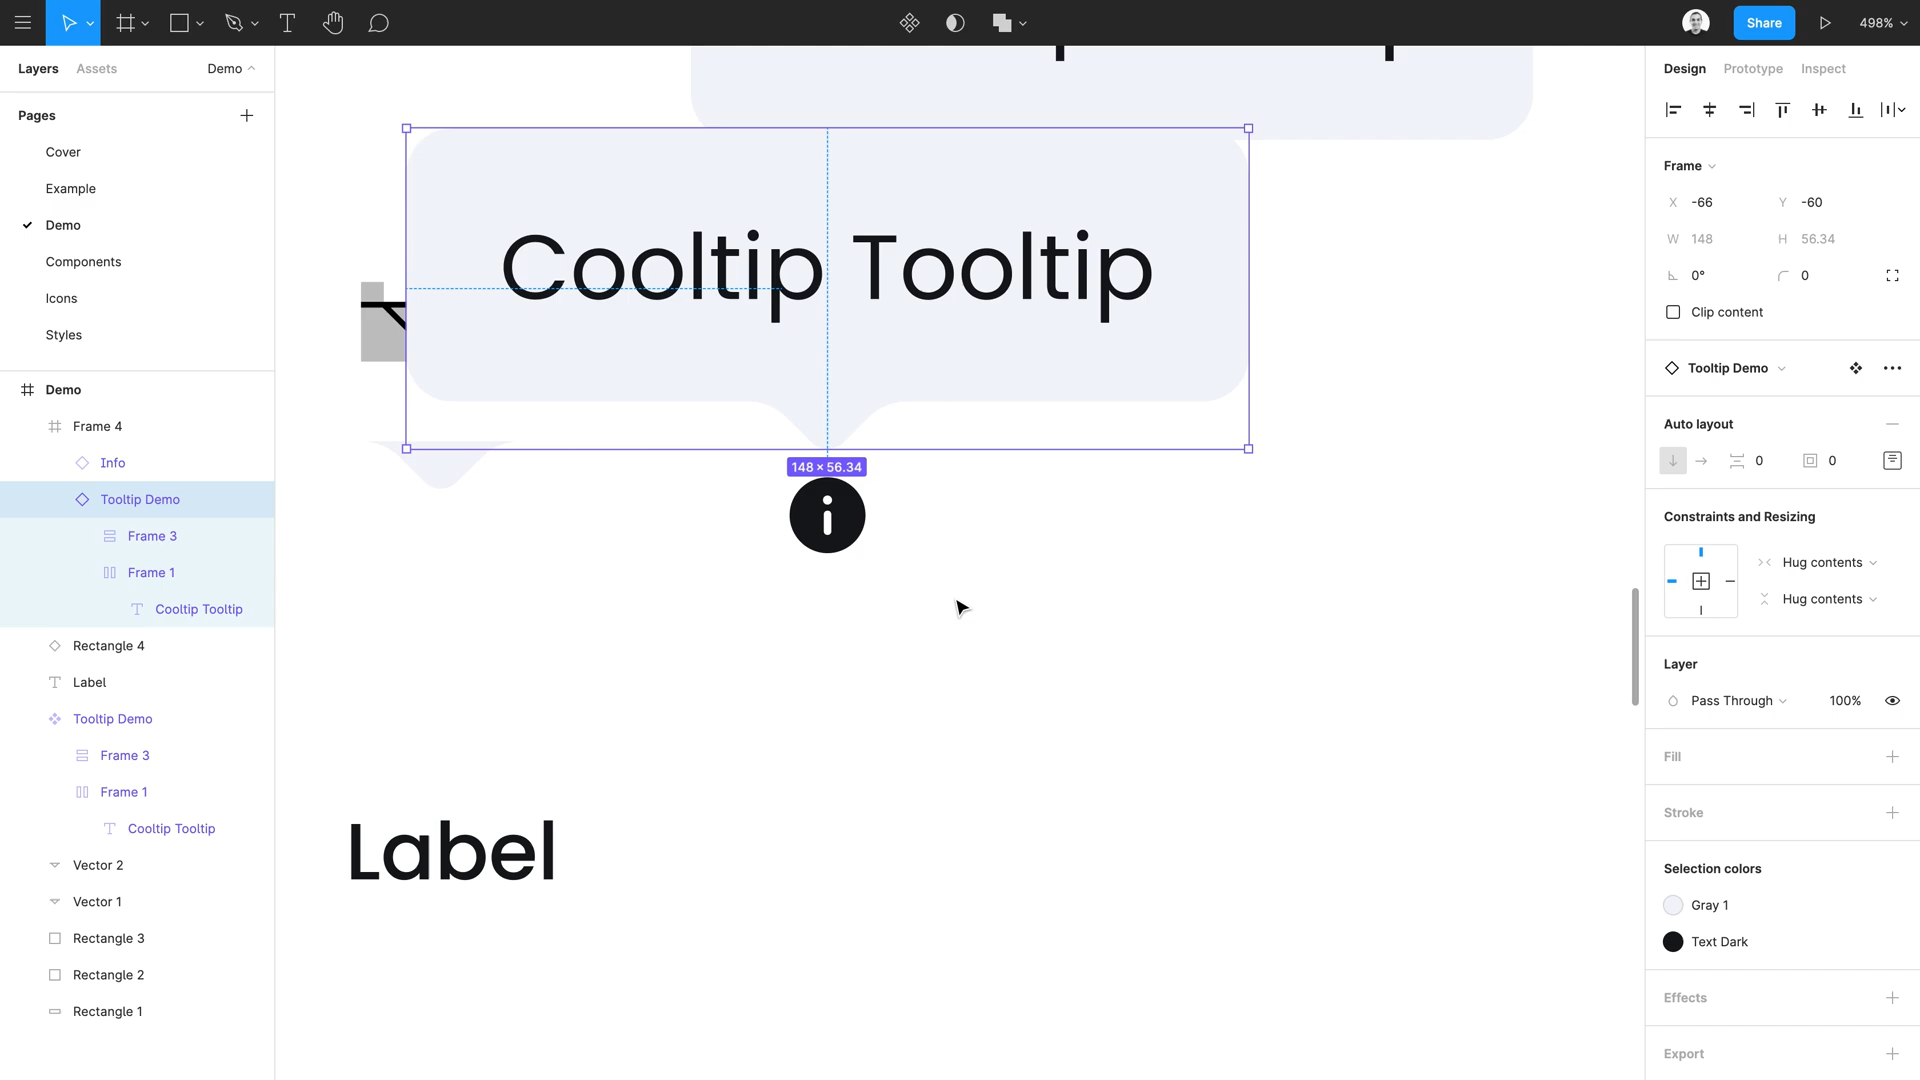 Share
498%
Layers
Assets
Demo
Pages
Cover
Example
Demo
Components
Icons
Styles
Demo
Frame 4
Info
Tooltip Demo
Frame 3
Frame 1
Cooltip Tooltip
Rectangle 4
Label
Tooltip Demo
Frame 3
Frame 1
Cooltip Tooltip
Vector 2
Vector 1
Rectangle 3
Rectangle 2
Rectangle 1
Cooltip Tooltip
148 × 56.34
Label
Design
Prototype
Inspect
Frame
X -66
Y -60
W 148
H 56.34
0°
0
Clip content
Tooltip Demo
Auto layout
0
0
Constraints and Resizing
Hug contents
Hug contents
Layer
Pass Through
100%
Fill
Stroke
Selection colors
Gray 1
Text Dark
Effects
Export